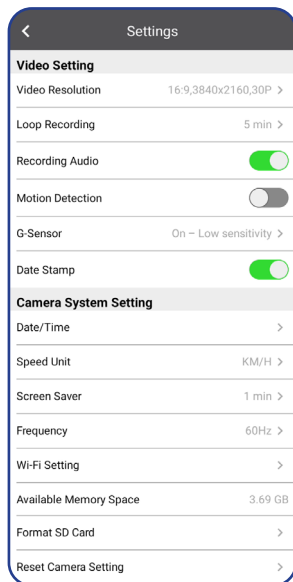 Settings
Video Setting
Video Resolution 16:9,3840x2160,30P >
Loop Recording 5 min >
Recording Audio
Motion Detection
G-Sensor On – Low sensitivity >
Date Stamp
Camera System Setting
Date/Time >
Speed Unit KM/H >
Screen Saver 1 min >
Frequency 60Hz >
Wi-Fi Setting >
Available Memory Space 3.69 GB
Format SD Card >
Reset Camera Setting >